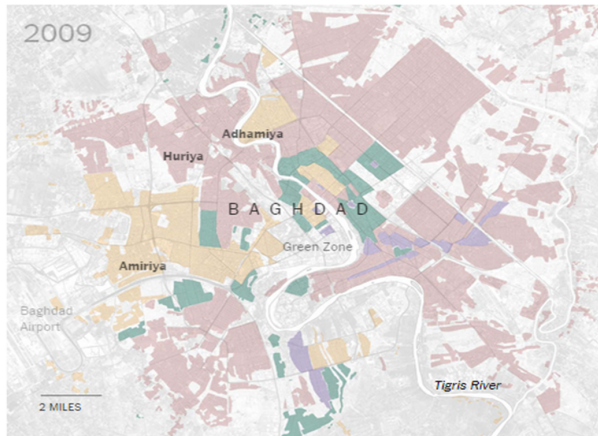 2009
Adhamiya
Huriya
B A G H D A D
Green Zone
Amiriya
Baghdad
Airport
Tigris River
2 MILES